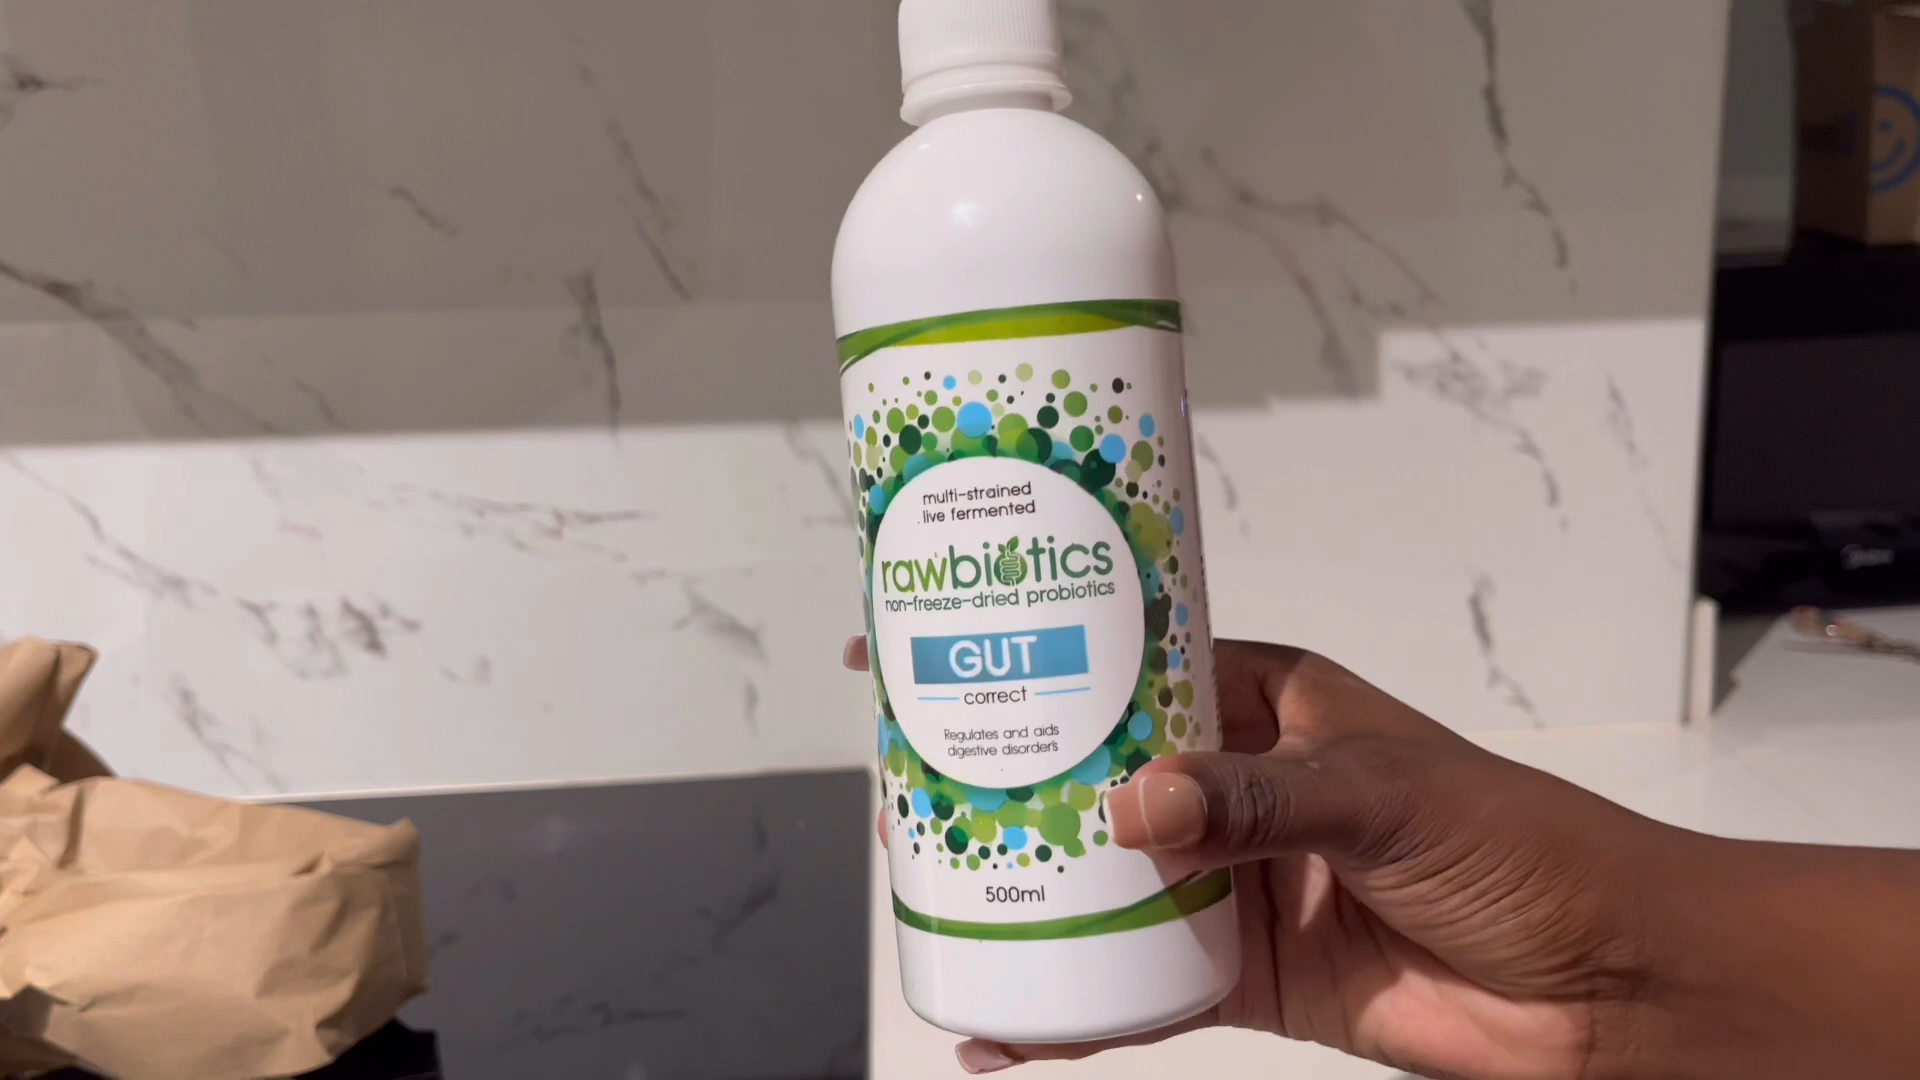 multi-strained
live fermented
rawbiotics
non-freeze-dried probiotics
GUT
correct
Regulates and aids
digestive disorders
500ml